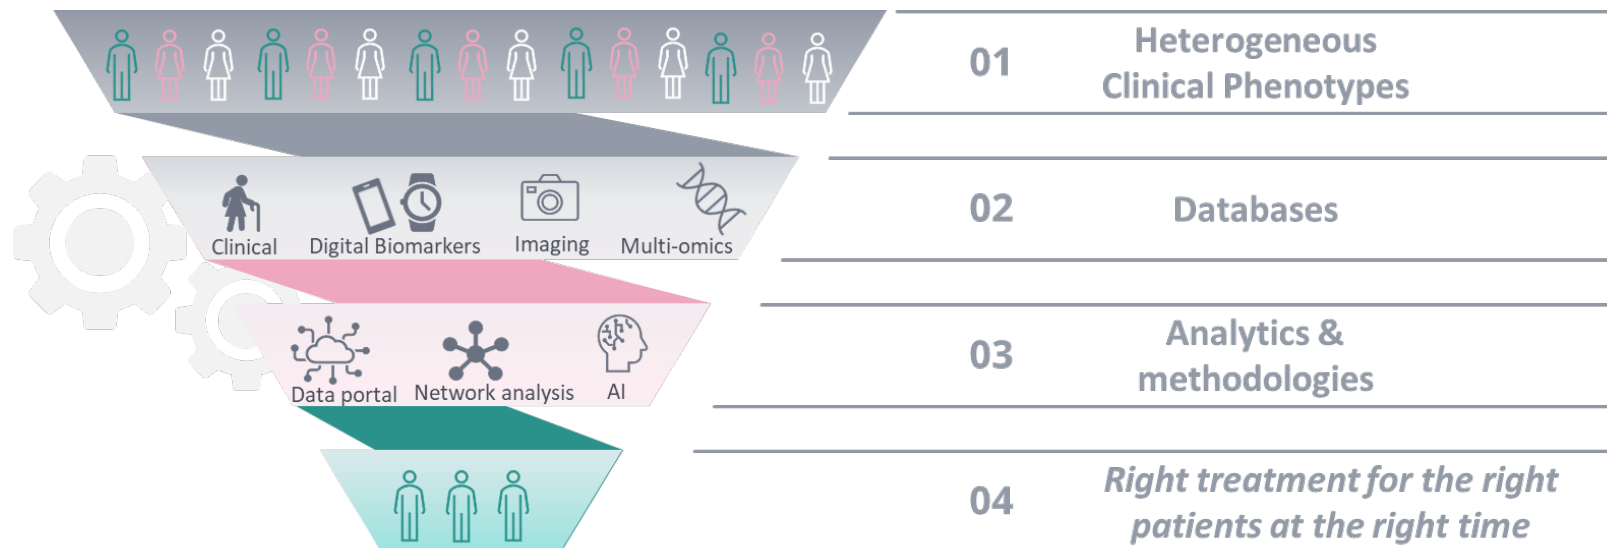 01
Heterogeneous
Clinical Phenotypes
Clinical
Digital Biomarkers
Imaging
Multi-omics
02
Databases
Data portal
Network analysis
AI
03
Analytics &
methodologies
04
Right treatment for the right
patients at the right time